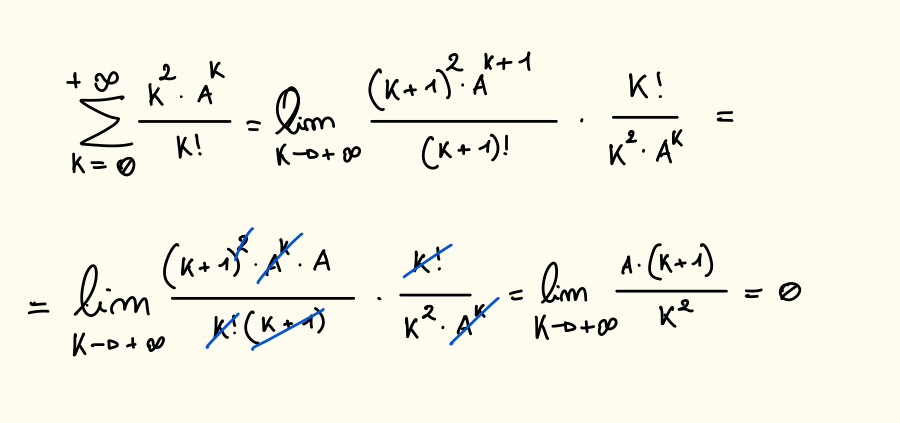 \sum_{K=0}^{+\infty} \frac{K^2 \cdot A^K}{K!} = \lim_{K \to +\infty} \frac{(K+1)^2 \cdot A^{K+1}}{(K+1)!} \cdot \frac{K!}{K^2 \cdot A^K} =
= \lim_{K \to +\infty} \frac{(K+1)^2 \cdot A^K \cdot A}{K!(K+1)} \cdot \frac{K!}{K^2 \cdot A^K} = \lim_{K \to +\infty} \frac{A \cdot (K+1)}{K^2} = 0